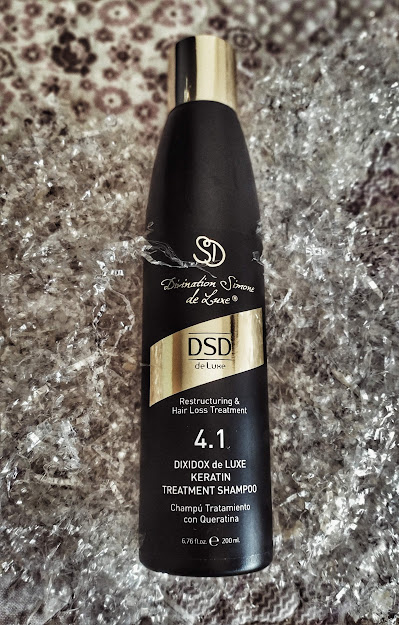 SD
Divination Simone
de Luxe ®
DSD
de Luxe
Restructuring &
Hair Loss Treatment
4.1.
DIXIDOX de LUXE
KERATIN
TREATMENT SHAMPOO
Champú Tratamiento
con Queratina
6,76 fl.oz. ℮ 200 ml.